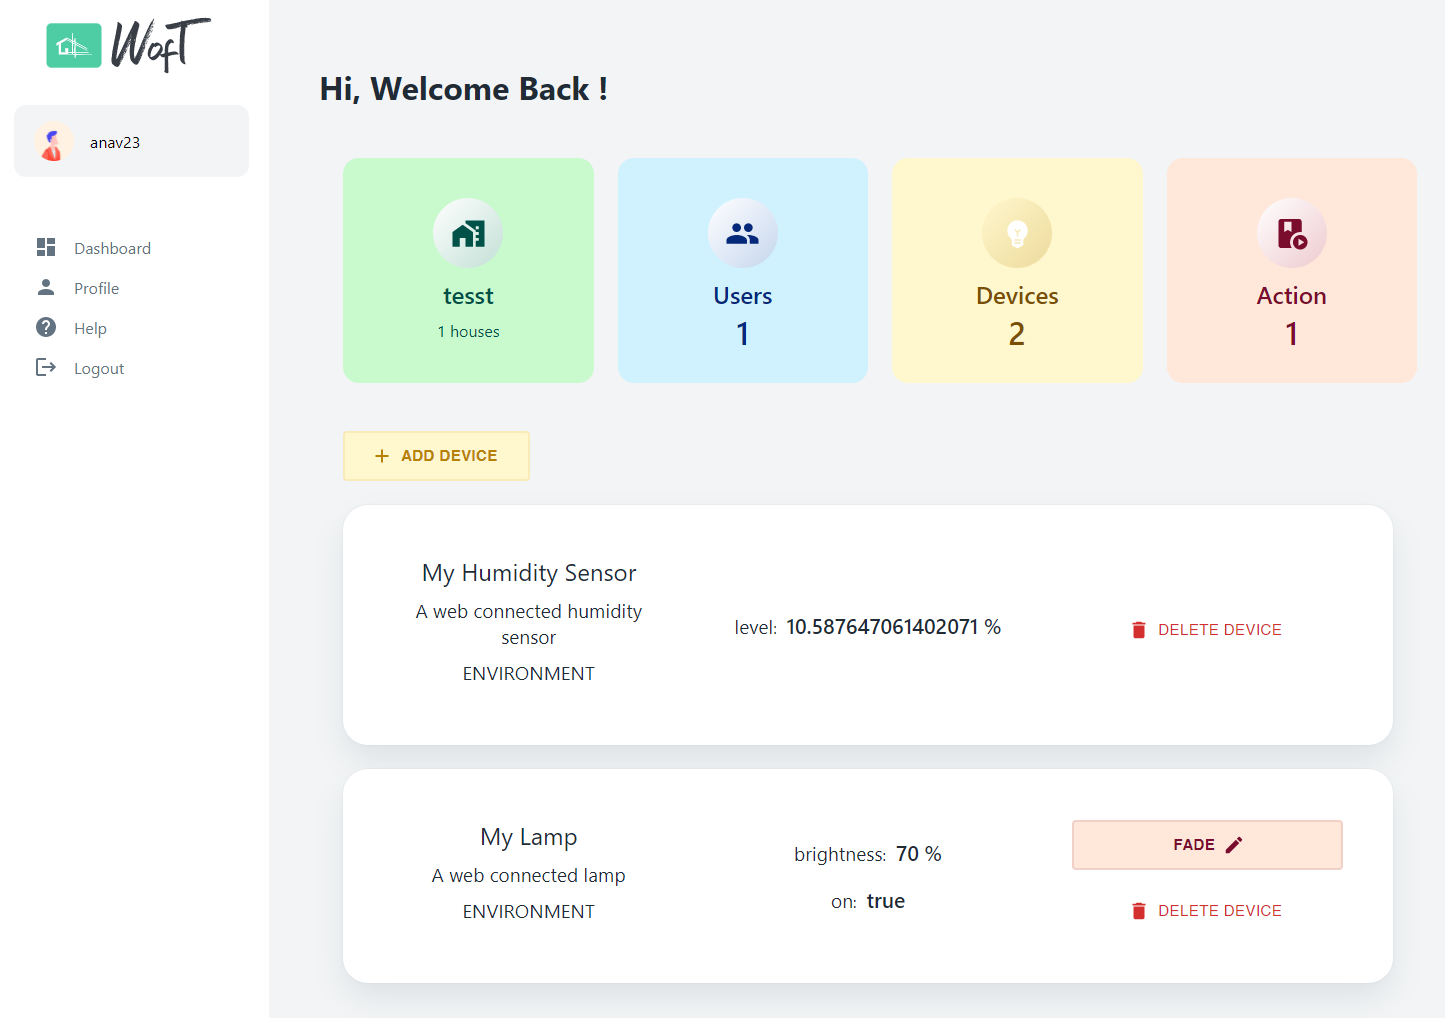 WofT
anav23
Dashboard
Profile
Help
Logout
Hi, Welcome Back !
tesst
1 houses
Users
1
Devices
2
Action
1
ADD DEVICE
My Humidity Sensor
A web connected humidity
sensor
ENVIRONMENT
level: 10.587647061402071 %
DELETE DEVICE
My Lamp
A web connected lamp
ENVIRONMENT
brightness: 70 %
on: true
FADE
DELETE DEVICE